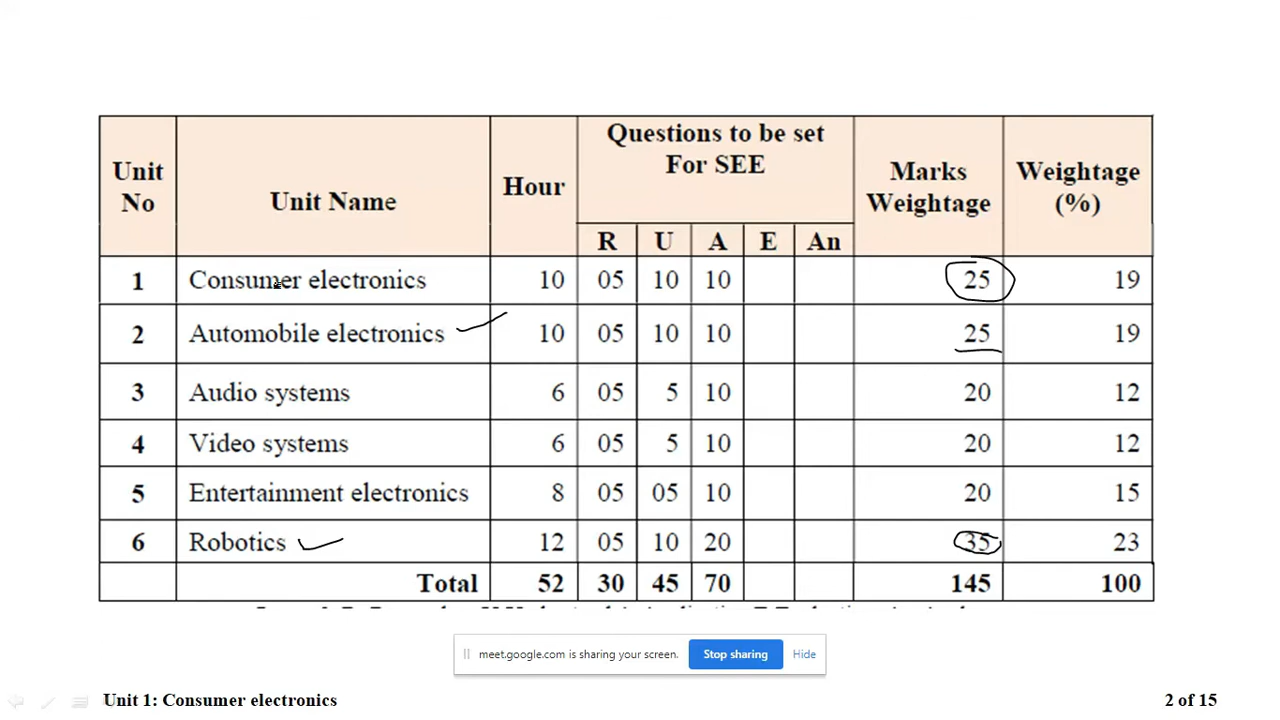 Unit No Unit Name Hour Questions to be set For SEE Marks Weightage Weightage (%)
R U A E An
1 Consumer electronics 10 05 10 10 25 19
2 Automobile electronics 10 05 10 10 25 19
3 Audio systems 6 05 5 10 20 12
4 Video systems 6 05 5 10 20 12
5 Entertainment electronics 8 05 05 10 20 15
6 Robotics 12 05 10 20 35 23
Total 52 30 45 70 145 100
meet.google.com is sharing your screen. Stop sharing Hide
Unit 1: Consumer electronics 2 of 15